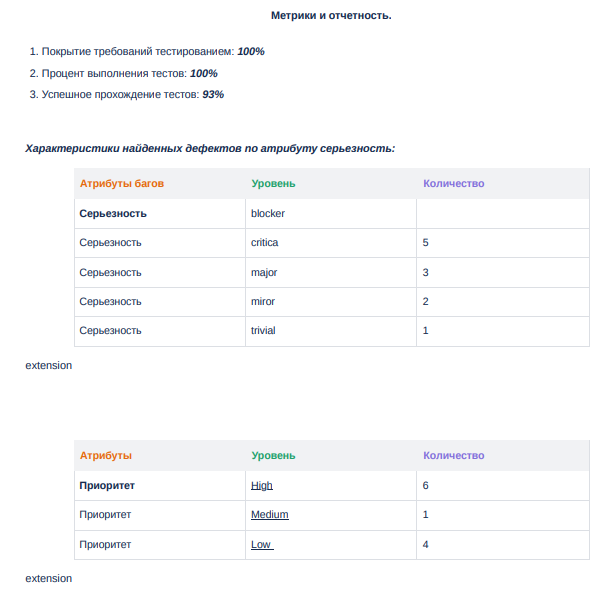 Метрики и отчетность.
1. Покрытие требований тестированием: 100%
2. Процент выполнения тестов: 100%
3. Успешное прохождение тестов: 93%
Характеристики найденных дефектов по атрибуту серьезность:
Атрибуты багов Уровень Количество
Серьезность blocker
Серьезность critica 5
Серьезность major 3
Серьезность miror 2
Серьезность trivial 1
extension
Атрибуты Уровень Количество
Приоритет High 6
Приоритет Medium 1
Приоритет Low 4
extension